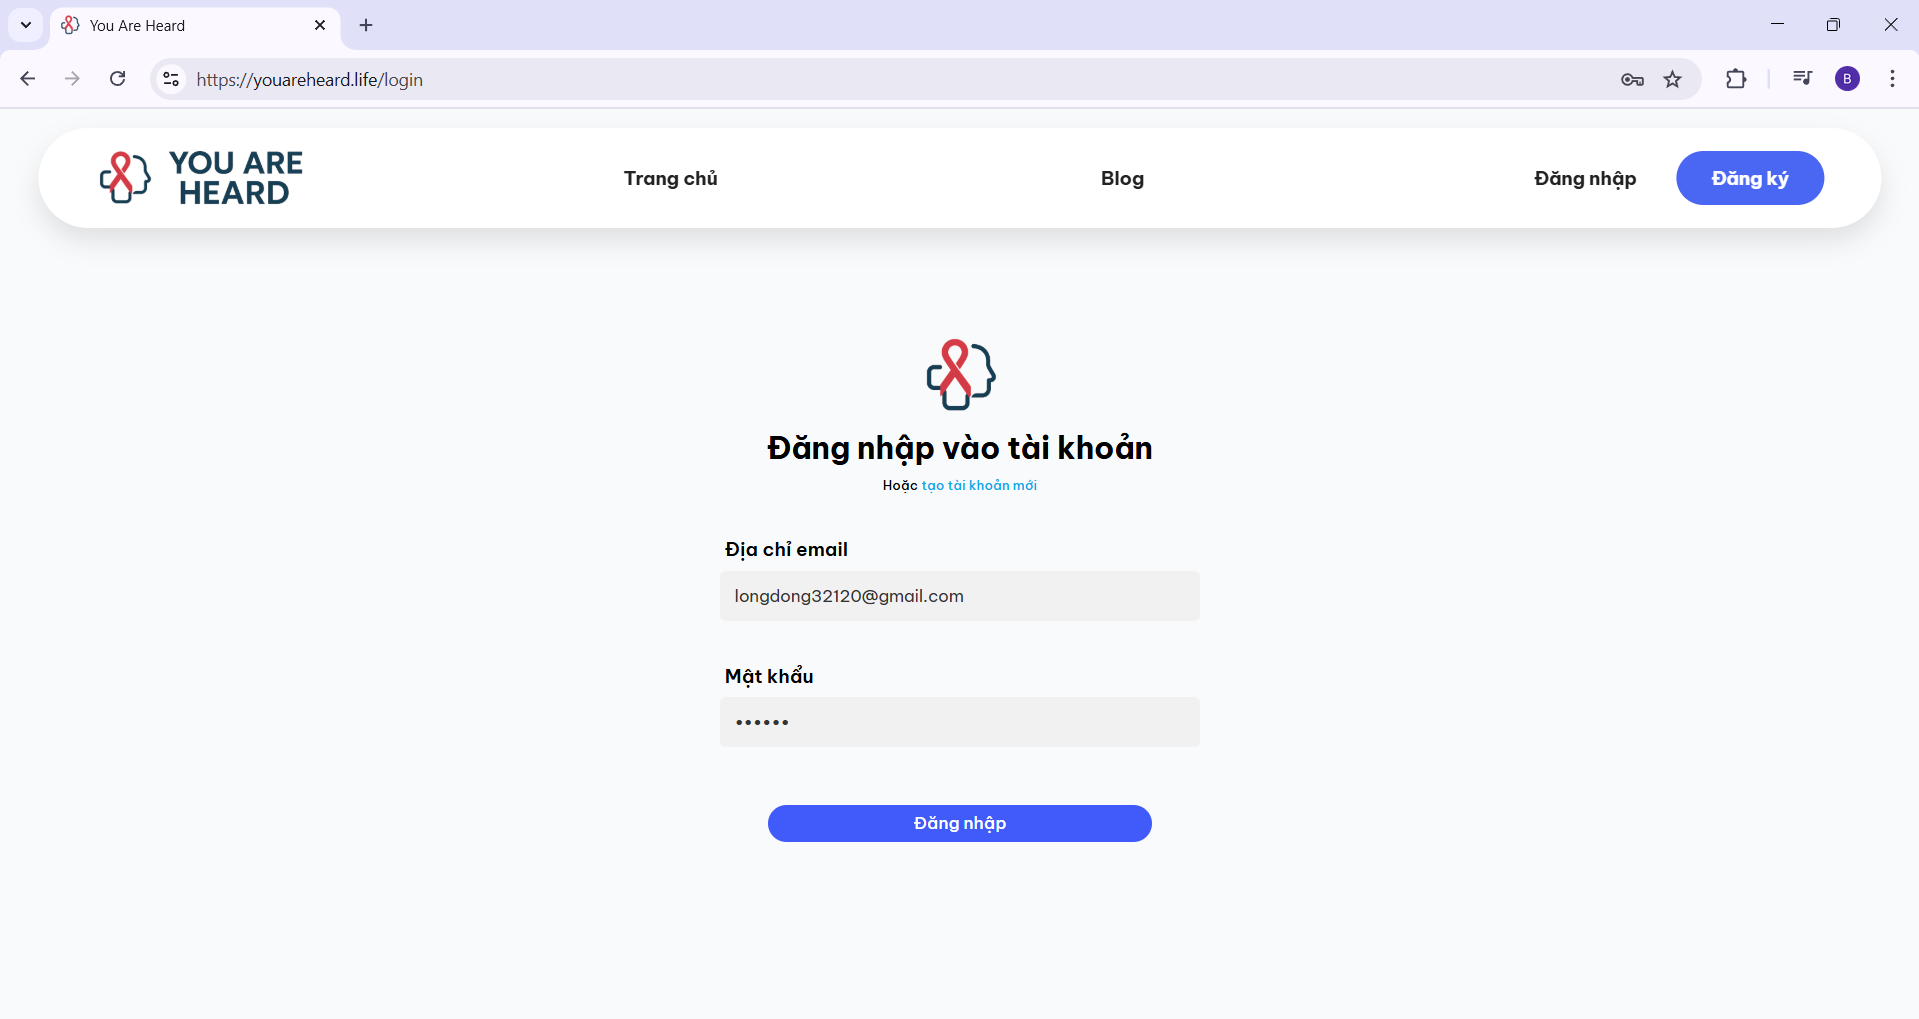 You Are Heard
https://youareheard.life/login
B
YOU ARE
HEARD
Trang chủ
Blog
Đăng nhập
Đăng ký
Đăng nhập vào tài khoản
Hoặc tạo tài khoản mới
Địa chỉ email
longdong32120@gmail.com
Mật khẩu
••••••
Đăng nhập